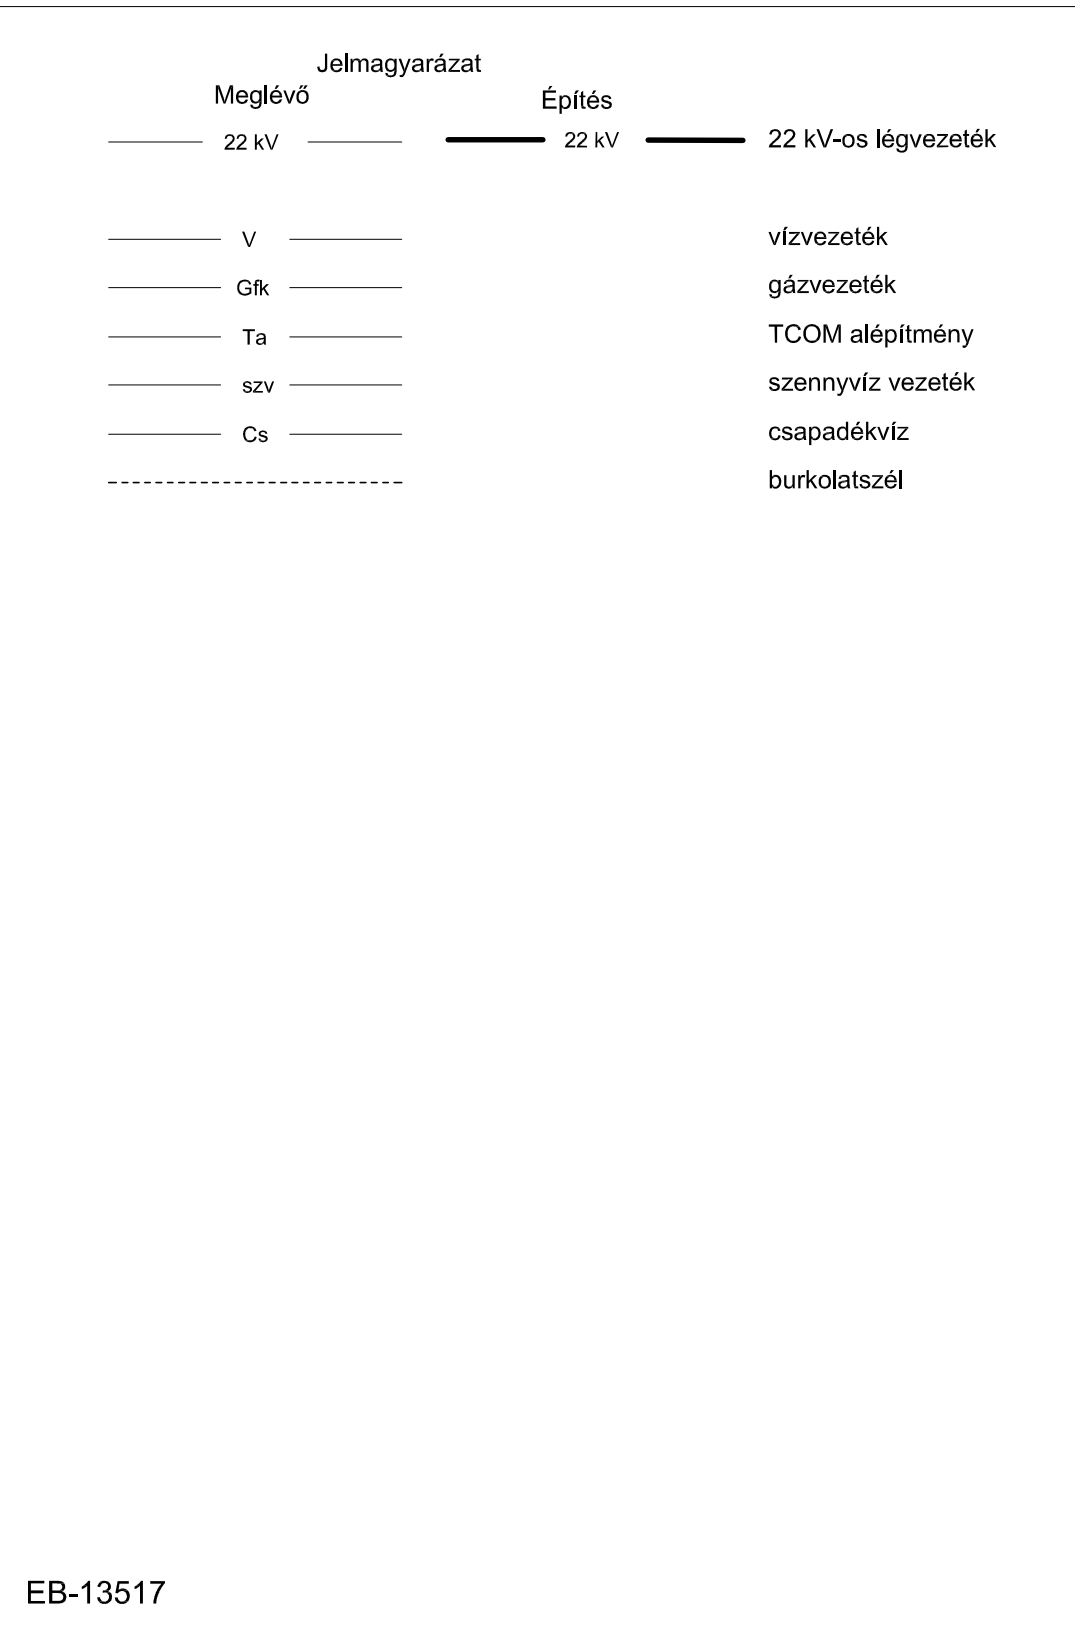 Jelmagyarázat
Meglévő Építés
22 kV 22 kV 22 kV-os légvezeték
V vízvezeték
Gfk gázvezeték
Ta TCOM alépítmény
szv szennyvíz vezeték
Cs csapadékvíz
burkolatszél
EB-13517